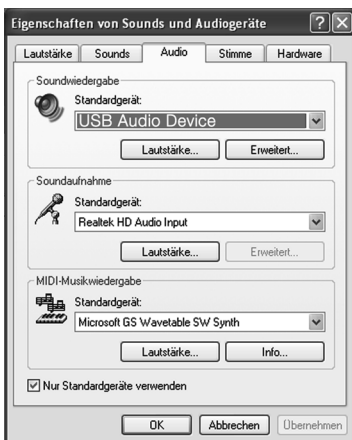 Eigenschaften von Sounds und Audiogeräte
Lautstärke Sounds Audio Stimme Hardware
Soundwiedergabe
Standardgerät:
USB Audio Device
Lautstärke... Erweitert...
Soundaufnahme
Standardgerät:
Realtek HD Audio Input
Lautstärke... Erweitert...
MIDI-Musikwiedergabe
Standardgerät:
Microsoft GS Wavetable SW Synth
Lautstärke... Info...
Nur Standardgeräte verwenden
OK Abbrechen Übernehmen